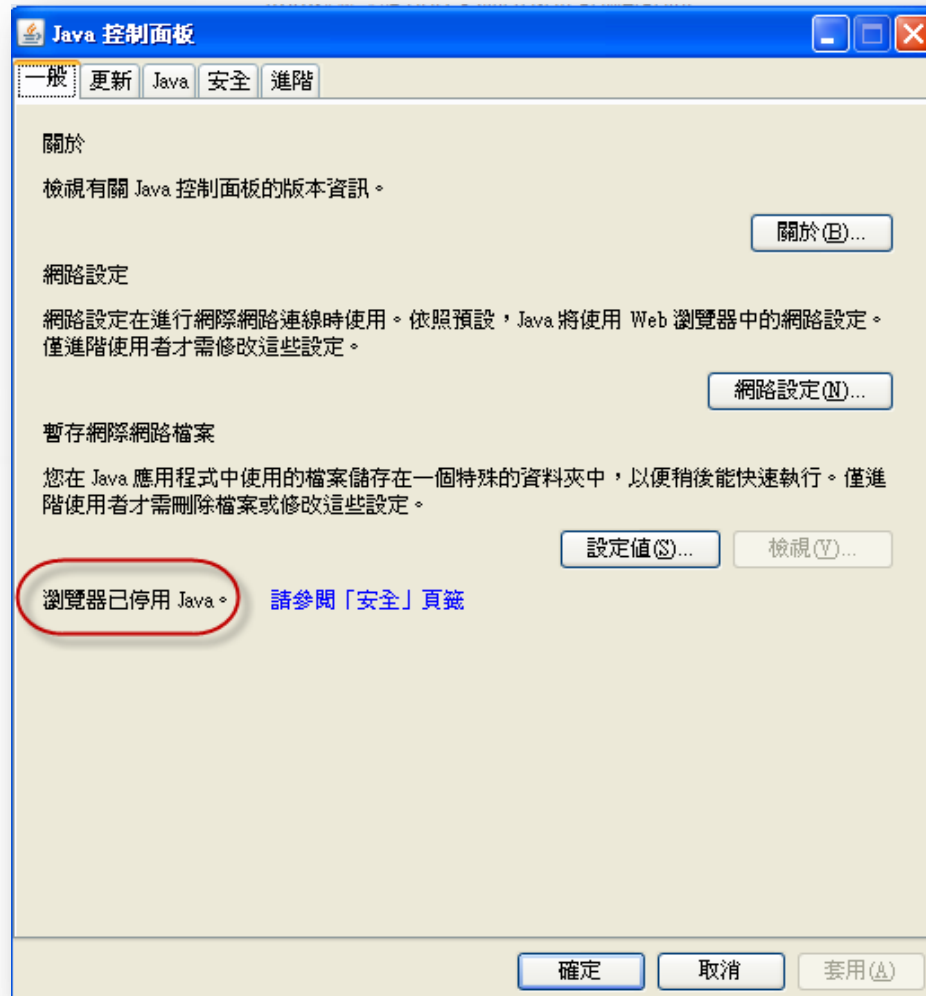 Java 控制面板
一般 更新 Java 安全 進階
關於
檢視有關 Java 控制面板的版本資訊。
關於(B)...
網路設定
網路設定在進行網際網路連線時使用。依照預設，Java 將使用 Web 瀏覽器中的網路設定。
僅進階使用者才需修改這些設定。
網路設定(N)...
暫存網際網路檔案
您在 Java 應用程式中使用的檔案儲存在一個特殊的資料夾中，以便稍後能快速執行。僅進
階使用者才需刪除檔案或修改這些設定。
設定值(S)... 檢視(V)...
瀏覽器已停用 Java。 請參閱「安全」頁籤
確定 取消 套用(A)